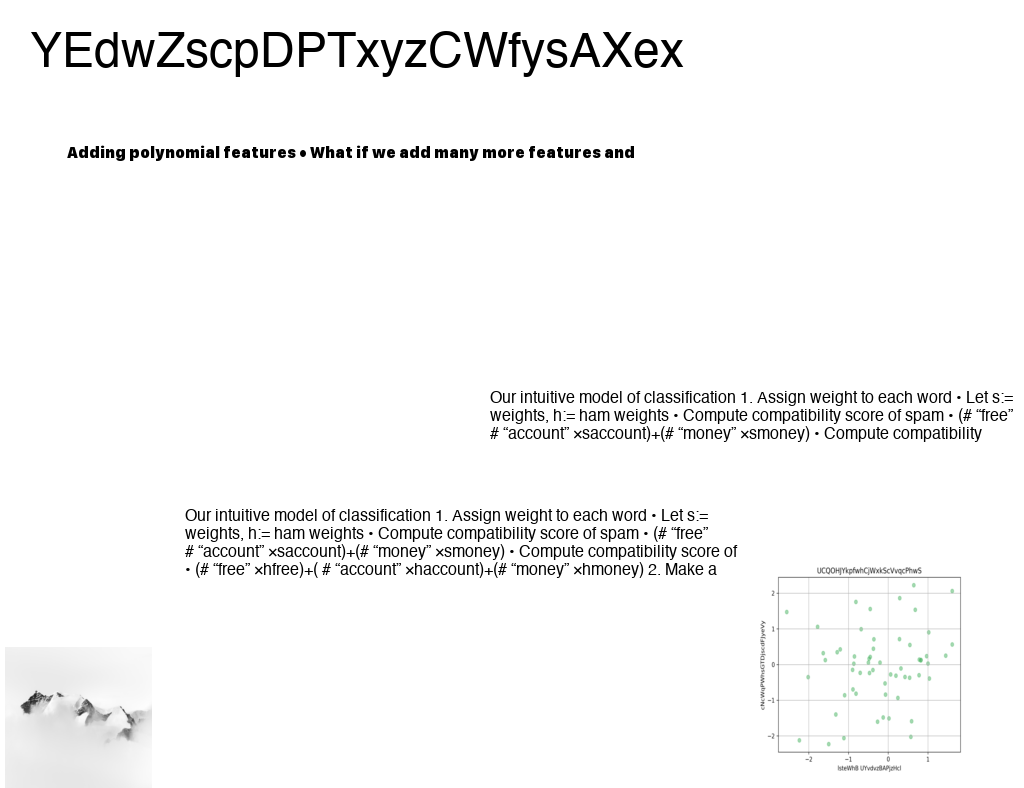 YEdwZscpDPTxyzCWfysAXex
Adding polynomial features • What if we add many more features and
Our intuitive model of classification 1. Assign weight to each word • Let s:=
weights, h:= ham weights • Compute compatibility score of spam • (# “free”
# “account” ×saccount)+(# “money” ×smoney) • Compute compatibility
Our intuitive model of classification 1. Assign weight to each word • Let s:=
weights, h:= ham weights • Compute compatibility score of spam • (# “free”
# “account” ×saccount)+(# “money” ×smoney) • Compute compatibility score of
• (# “free” ×hfree)+( # “account” ×haccount)+(# “money” ×hmoney) 2. Make a
2
1
0
−1
−2
−2 −1 0 1